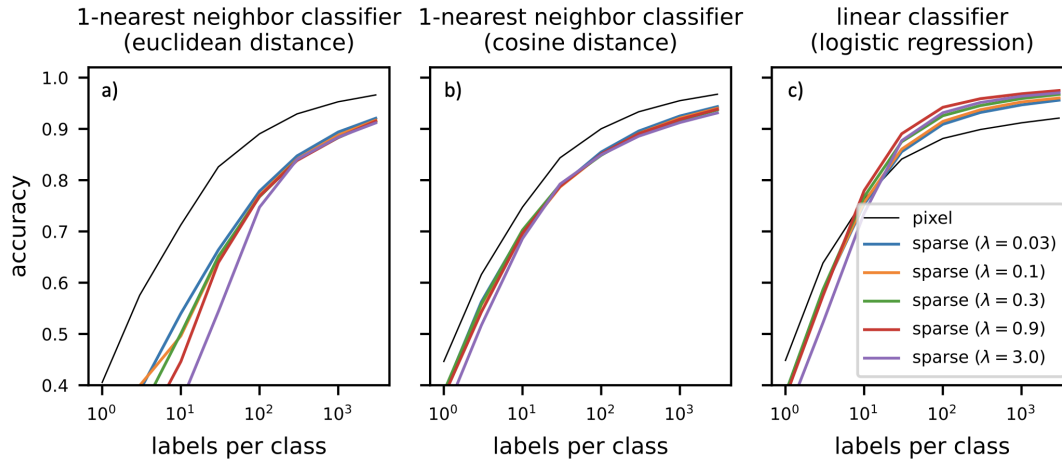 1-nearest neighbor classifier
(euclidean distance)
1-nearest neighbor classifier
(cosine distance)
linear classifier
(logistic regression)
accuracy
1.0
0.9
0.8
0.7
0.6
0.5
0.4
a)
b)
c)
pixel
sparse (λ = 0.03)
sparse (λ = 0.1)
sparse (λ = 0.3)
sparse (λ = 0.9)
sparse (λ = 3.0)
10⁰ 10¹ 10² 10³
10⁰ 10¹ 10² 10³
10⁰ 10¹ 10² 10³
labels per class
labels per class
labels per class